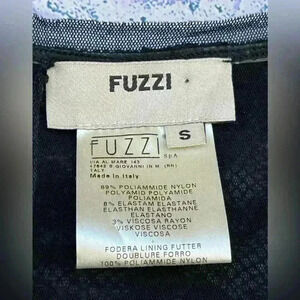 FUZZI
S
FUZZI
SpA
VIA AL MARE 143
47842 S.GIOVANNI IN M. (RN)
ITALY
Made in Italy
89% POLIAMMIDE NYLON
POLYAMID POLYAMIDE
POLIAMIDA
8% ELASTAM ELASTANE
ELASTHAN ELASTHANNE
ELASTANO
3% VISCOSA RAYON
VISKOSE VISCOSE
VISCOSA
FODERA LINING FUTTER
DOUBLURE FORRO
100% POLIAMMIDE NYLON